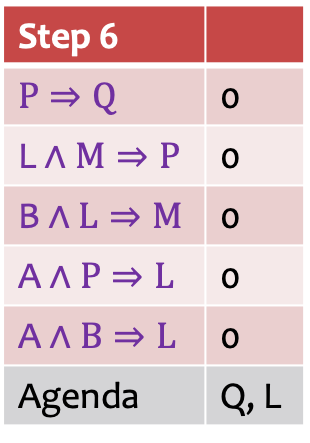 Step 6
P ⇒ Q 0
L ∧ M ⇒ P 0
B ∧ L ⇒ M 0
A ∧ P ⇒ L 0
A ∧ B ⇒ L 0
Agenda Q, L